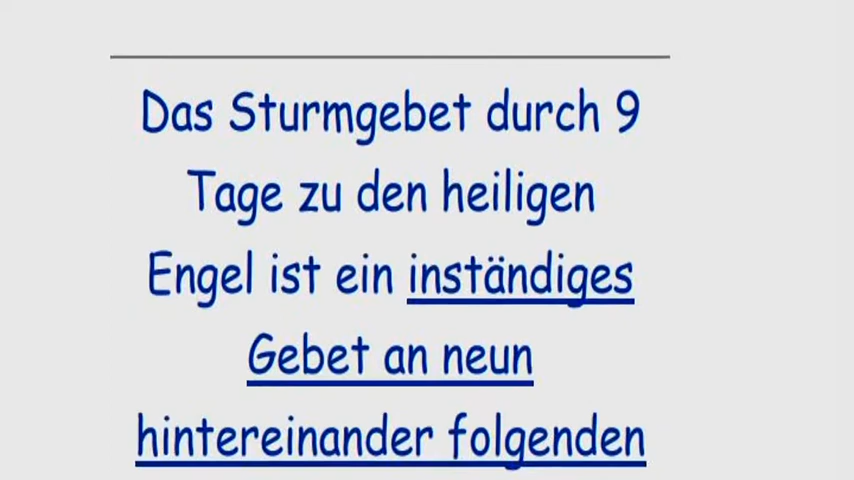 Das Sturmgebet durch 9
Tage zu den heiligen
Engel ist ein inständiges
Gebet an neun
hintereinander folgenden